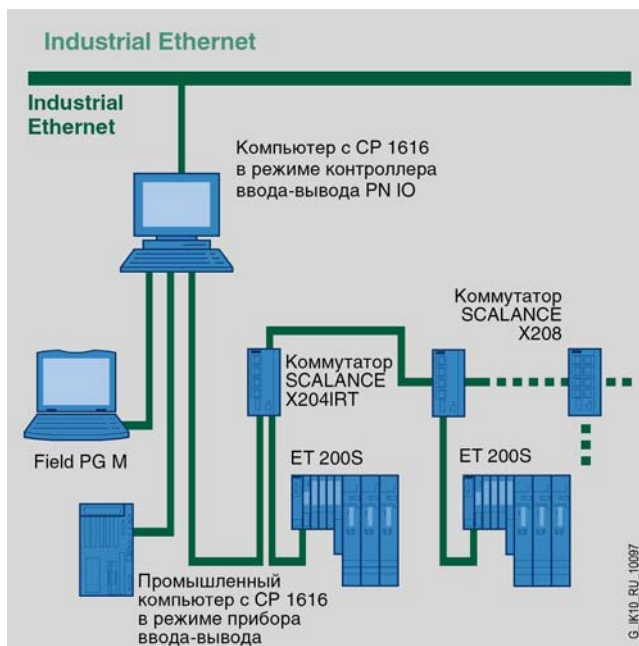 Industrial Ethernet
Industrial
Ethernet
Компьютер с CP 1616
в режиме контроллера
ввода-вывода PN IO
Коммутатор
SCALANCE
X208
Коммутатор
SCALANCE
X204IRT
Field PG M
ET 200S
ET 200S
Промышленный
компьютер с CP 1616
в режиме прибора
ввода-вывода
G_IK10_RU_10097